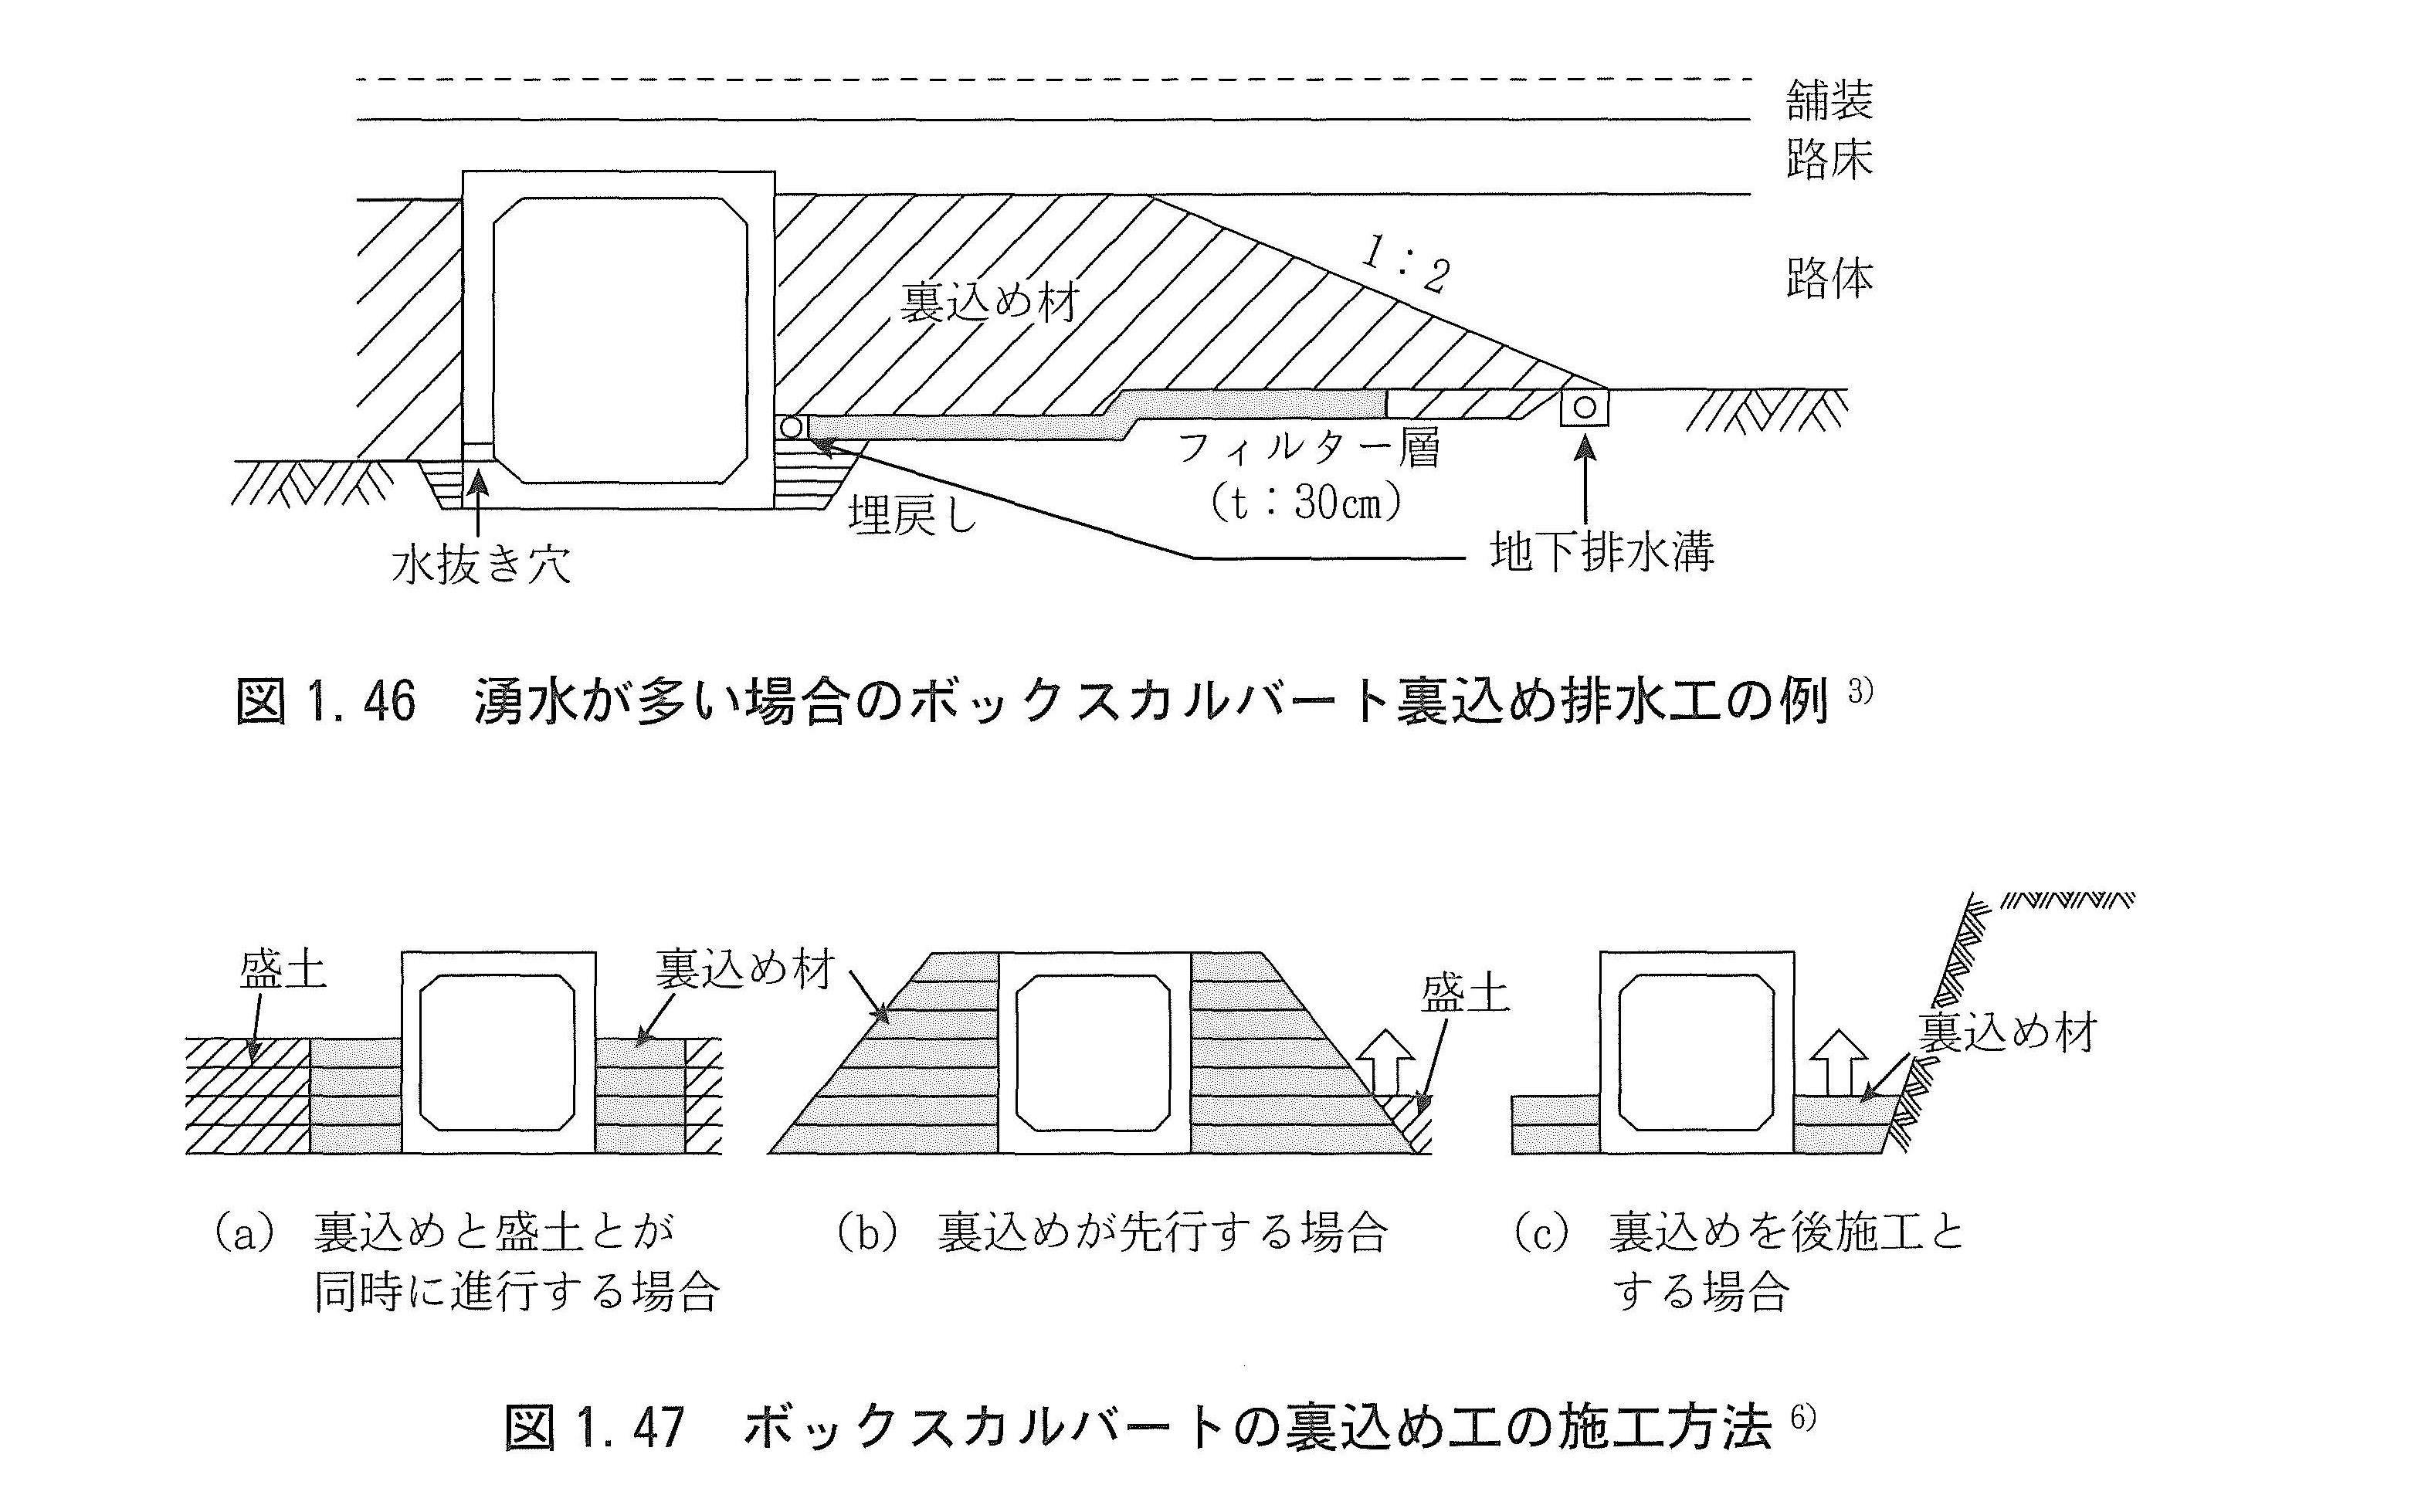 舗装
路床
1:2
路体
裏込め材
フィルター層
(t:30cm)
埋戻し
地下排水溝
水抜き穴
図1.46 湧水が多い場合のボックスカルバート裏込め排水工の例 3)
盛土
裏込め材
盛土
裏込め材
(a) 裏込めと盛土とが
同時に進行する場合
(b) 裏込めが先行する場合
(c) 裏込めを後施工と
する場合
図1.47 ボックスカルバートの裏込め工の施工方法 6)